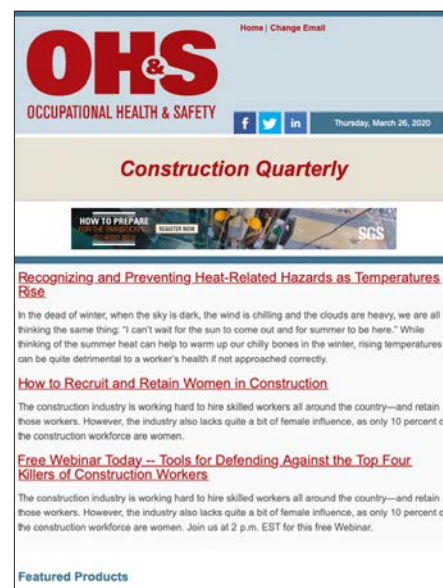 Home | Change Email
OH&S
OCCUPATIONAL HEALTH & SAFETY
f in
Thursday, March 26, 2020
Construction Quarterly
HOW TO PREPARE
FOR THE TRANSITION TO
REGISTER NOW
SGS
Recognizing and Preventing Heat-Related Hazards as Temperatures
Rise
In the dead of winter, when the sky is dark, the wind is chilling and the clouds are heavy, we are all
thinking the same thing: "I can't wait for the sun to come out and for summer to be here." While
thinking of the summer heat can help to warm up our chilly bones in the winter, rising temperatures
can be quite detrimental to a worker's health if not approached correctly.
How to Recruit and Retain Women in Construction
The construction industry is working hard to hire skilled workers all around the country—and retain
those workers. However, the industry also lacks quite a bit of female influence, as only 10 percent o
the construction workforce are women.
Free Webinar Today -- Tools for Defending Against the Top Four
Killers of Construction Workers
The construction industry is working hard to hire skilled workers all around the country—and retain
those workers. However, the industry also lacks quite a bit of female influence, as only 10 percent o
the construction workforce are women. Join us at 2 p.m. EST for this free Webinar.
Featured Products